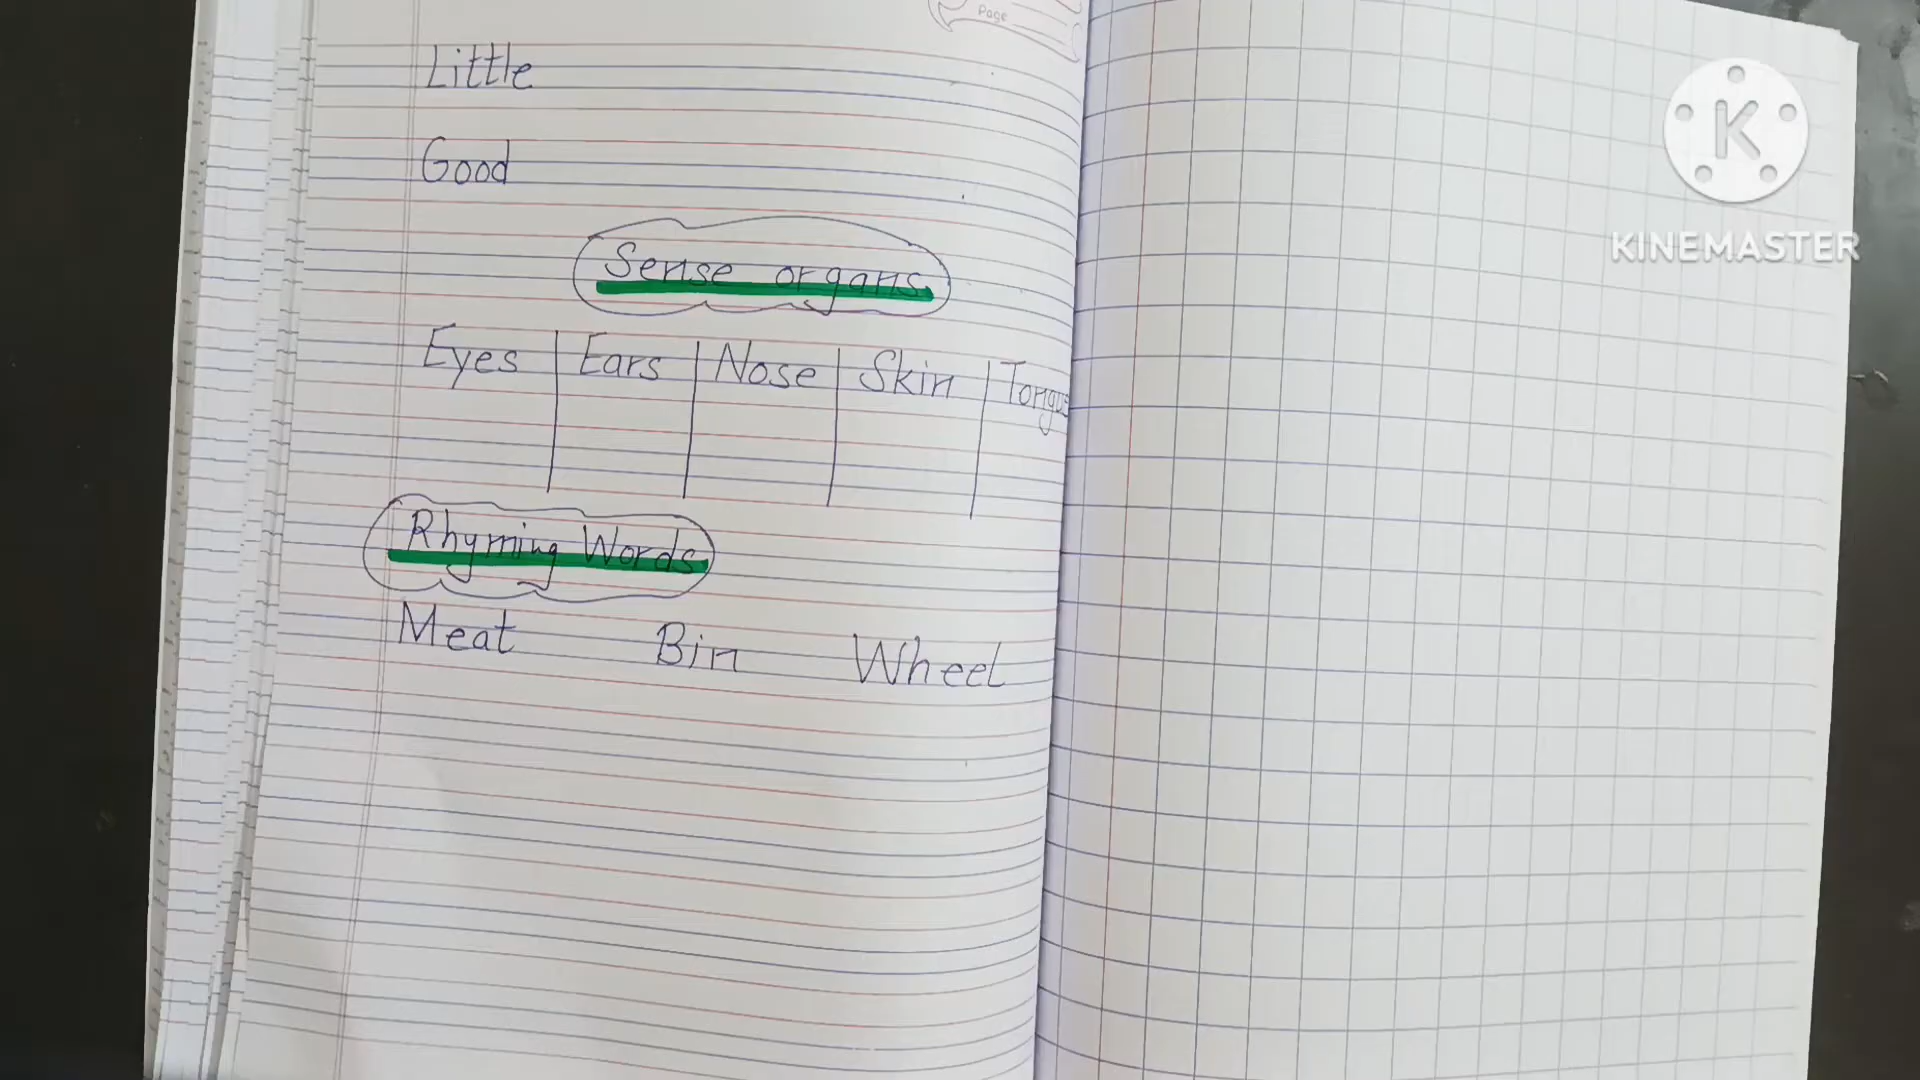 Page
Little
Good
Sense organs
Eyes Ears Nose Skin Tongue
Rhyming Words
Meat Bin Wheel
K
KINEMASTER